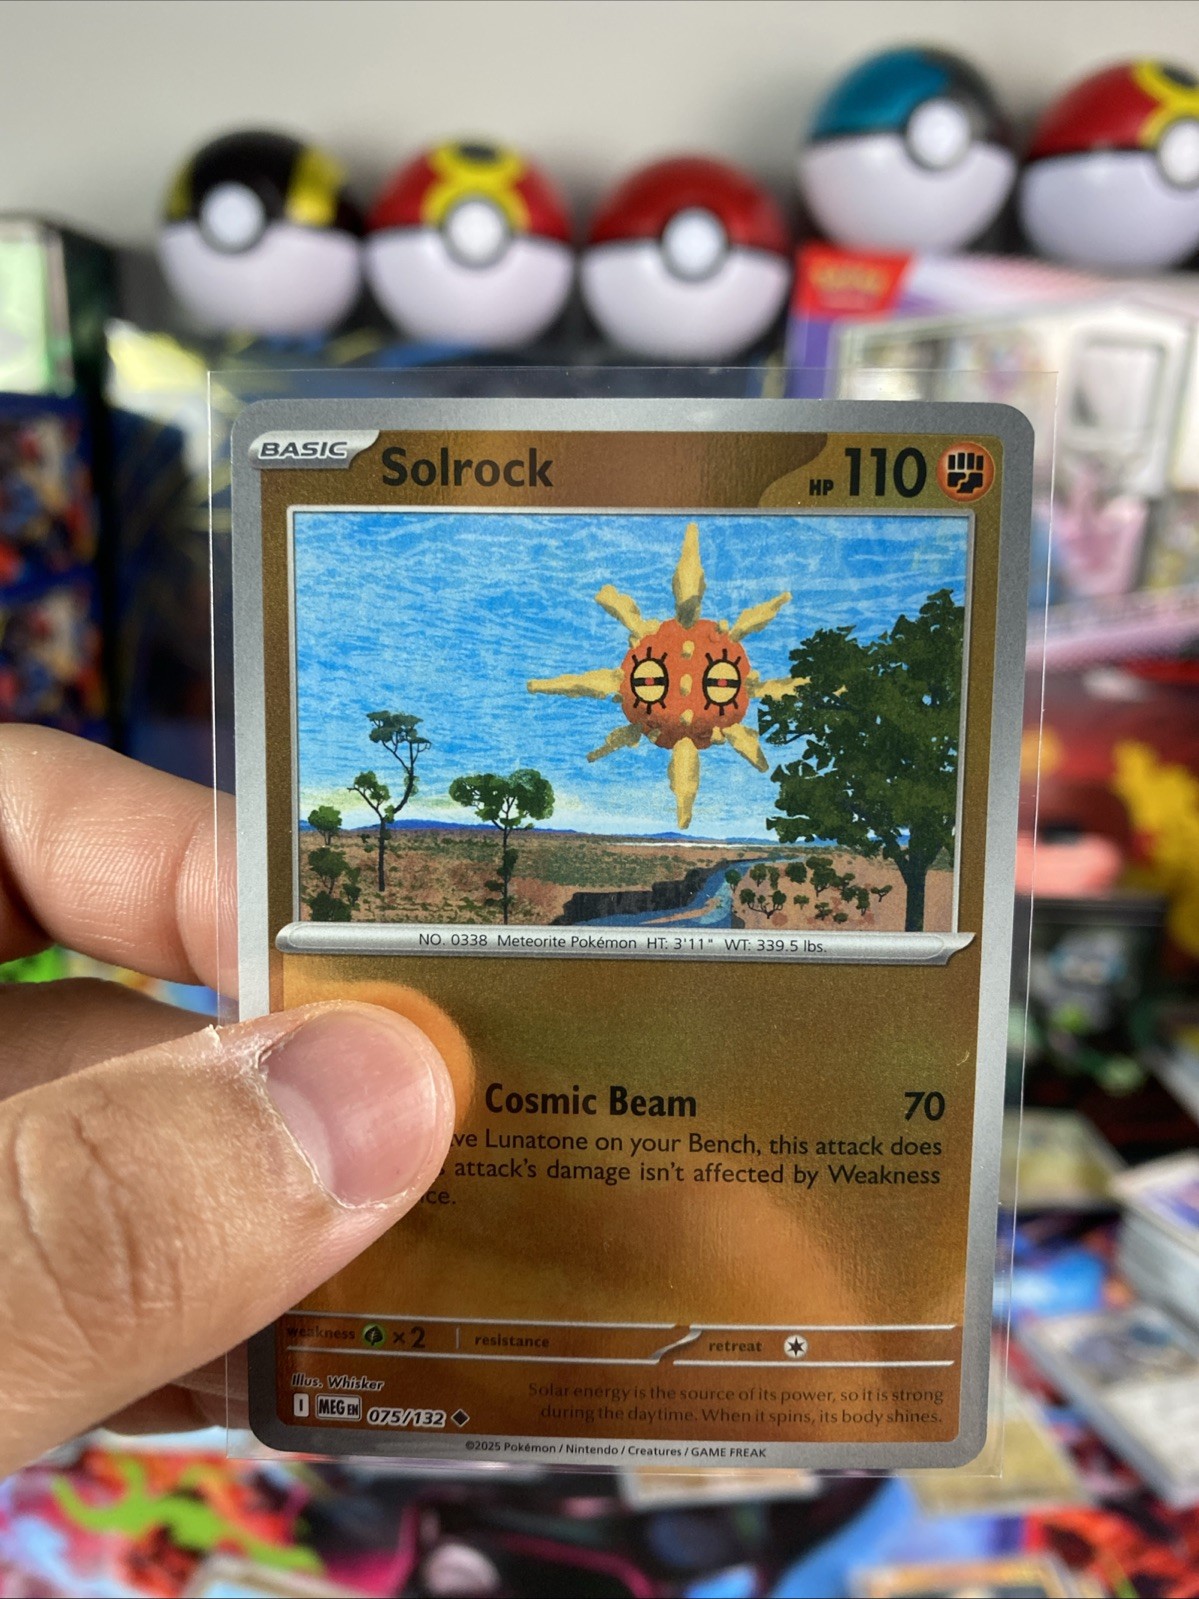 BASIC Solrock HP 110
NO. 0338 Meteorite Pokémon HT: 3'11" WT: 339.5 lbs.
Cosmic Beam 70
Lunatone on your Bench, this attack does
attack's damage isn't affected by Weakness
weakness ×2 resistance retreat
Illus. Whisker
I MEG EN 075/132
Solar energy is the source of its power, so it is strong
during the daytime. When it spins, its body shines.
©2025 Pokémon / Nintendo / Creatures / GAME FREAK